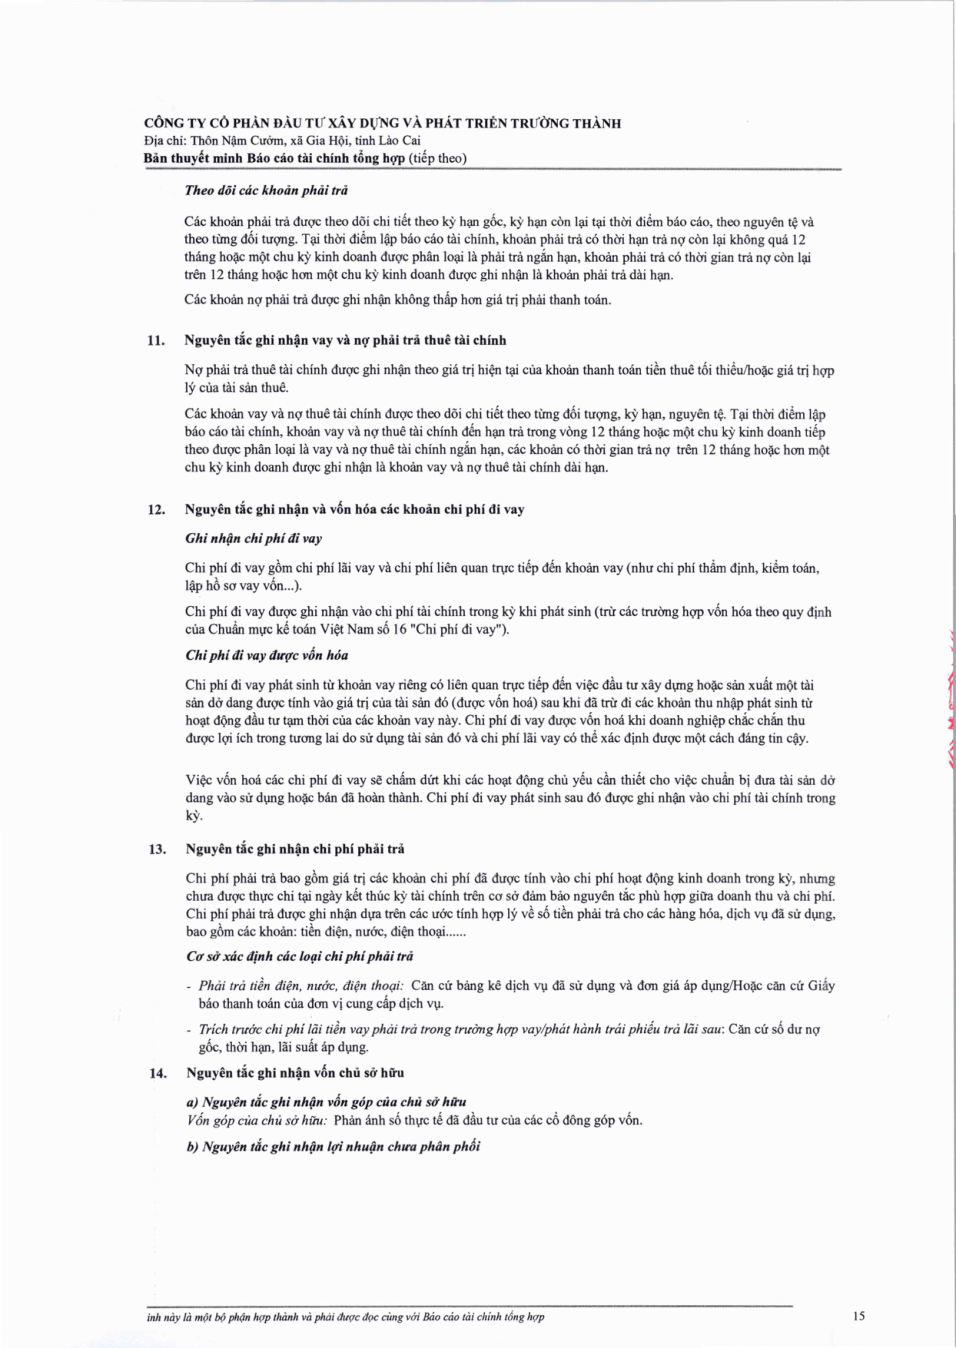 CÔNG TY CỔ PHẦN ĐẦU TƯ XÂY DỰNG VÀ PHÁT TRIỂN TRƯỜNG THÀNH
Địa chỉ: Thôn Nậm Cưởm, xã Gia Hội, tỉnh Lào Cai
Bản thuyết minh Báo cáo tài chính tổng hợp (tiếp theo)
Theo dõi các khoản phải trả
Các khoản phải trả được theo dõi chi tiết theo kỳ hạn gốc, kỳ hạn còn lại tại thời điểm báo cáo, theo nguyên tệ và
theo từng đối tượng. Tại thời điểm lập báo cáo tài chính, khoản phải trả có thời hạn trả nợ còn lại không quá 12
tháng hoặc một chu kỳ kinh doanh được phân loại là phải trả ngắn hạn, khoản phải trả có thời gian trả nợ còn lại
trên 12 tháng hoặc hơn một chu kỳ kinh doanh được ghi nhận là khoản phải trả dài hạn.
Các khoản nợ phải trả được ghi nhận không thấp hơn giá trị phải thanh toán.
11. Nguyên tắc ghi nhận vay và nợ phải trả thuê tài chính
Nợ phải trả thuê tài chính được ghi nhận theo giá trị hiện tại của khoản thanh toán tiền thuê tối thiểu/hoặc giá trị hợp
lý của tài sản thuê.
Các khoản vay và nợ thuê tài chính được theo dõi chi tiết theo từng đối tượng, kỳ hạn, nguyên tệ. Tại thời điểm lập
báo cáo tài chính, khoản vay và nợ thuê tài chính đến hạn trả trong vòng 12 tháng hoặc một chu kỳ kinh doanh tiếp
theo được phân loại là vay và nợ thuê tài chính ngắn hạn, các khoản có thời gian trả nợ trên 12 tháng hoặc hơn một
chu kỳ kinh doanh được ghi nhận là khoản vay và nợ thuê tài chính dài hạn.
12. Nguyên tắc ghi nhận và vốn hóa các khoản chi phí đi vay
Ghi nhận chi phí đi vay
Chi phí đi vay gồm chi phí lãi vay và chi phí liên quan trực tiếp đến khoản vay (như chi phí thẩm định, kiểm toán,
lập hồ sơ vay vốn...).
Chi phí đi vay được ghi nhận vào chi phí tài chính trong kỳ khi phát sinh (trừ các trường hợp vốn hóa theo quy định
của Chuẩn mực kế toán Việt Nam số 16 "Chi phí đi vay").
Chi phí đi vay được vốn hóa
Chi phí đi vay phát sinh từ khoản vay riêng có liên quan trực tiếp đến việc đầu tư xây dựng hoặc sản xuất một tài
sản dở dang được tính vào giá trị của tài sản đó (được vốn hoá) sau khi đã trừ đi các khoản thu nhập phát sinh từ
hoạt động đầu tư tạm thời của các khoản vay này. Chi phí đi vay được vốn hoá khi doanh nghiệp chắc chắn thu
được lợi ích trong tương lai do sử dụng tài sản đó và chi phí lãi vay có thể xác định được một cách đáng tin cậy.
Việc vốn hoá các chi phí đi vay sẽ chấm dứt khi các hoạt động chủ yếu cần thiết cho việc chuẩn bị đưa tài sản dở
dang vào sử dụng hoặc bán đã hoàn thành. Chi phí đi vay phát sinh sau đó được ghi nhận vào chi phí tài chính trong
kỳ.
13. Nguyên tắc ghi nhận chi phí phải trả
Chi phí phải trả bao gồm giá trị các khoản chi phí đã được tính vào chi phí hoạt động kinh doanh trong kỳ, nhưng
chưa được thực chi tại ngày kết thúc kỳ tài chính trên cơ sở đảm bảo nguyên tắc phù hợp giữa doanh thu và chi phí.
Chi phí phải trả được ghi nhận dựa trên các ước tính hợp lý về số tiền phải trả cho các hàng hóa, dịch vụ đã sử dụng,
bao gồm các khoản: tiền điện, nước, điện thoại......
Cơ sở xác định các loại chi phí phải trả
- Phải trả tiền điện, nước, điện thoại: Căn cứ bảng kê dịch vụ đã sử dụng và đơn giá áp dụng/Hoặc căn cứ Giấy
báo thanh toán của đơn vị cung cấp dịch vụ.
- Trích trước chi phí lãi tiền vay phải trả trong trường hợp vay/phát hành trái phiếu trả lãi sau: Căn cứ số dư nợ
gốc, thời hạn, lãi suất áp dụng.
14. Nguyên tắc ghi nhận vốn chủ sở hữu
a) Nguyên tắc ghi nhận vốn góp của chủ sở hữu
Vốn góp của chủ sở hữu: Phản ánh số thực tế đã đầu tư của các cổ đông góp vốn.
b) Nguyên tắc ghi nhận lợi nhuận chưa phân phối
inh này là một bộ phận hợp thành và phải được đọc cùng với Báo cáo tài chính tổng hợp
15